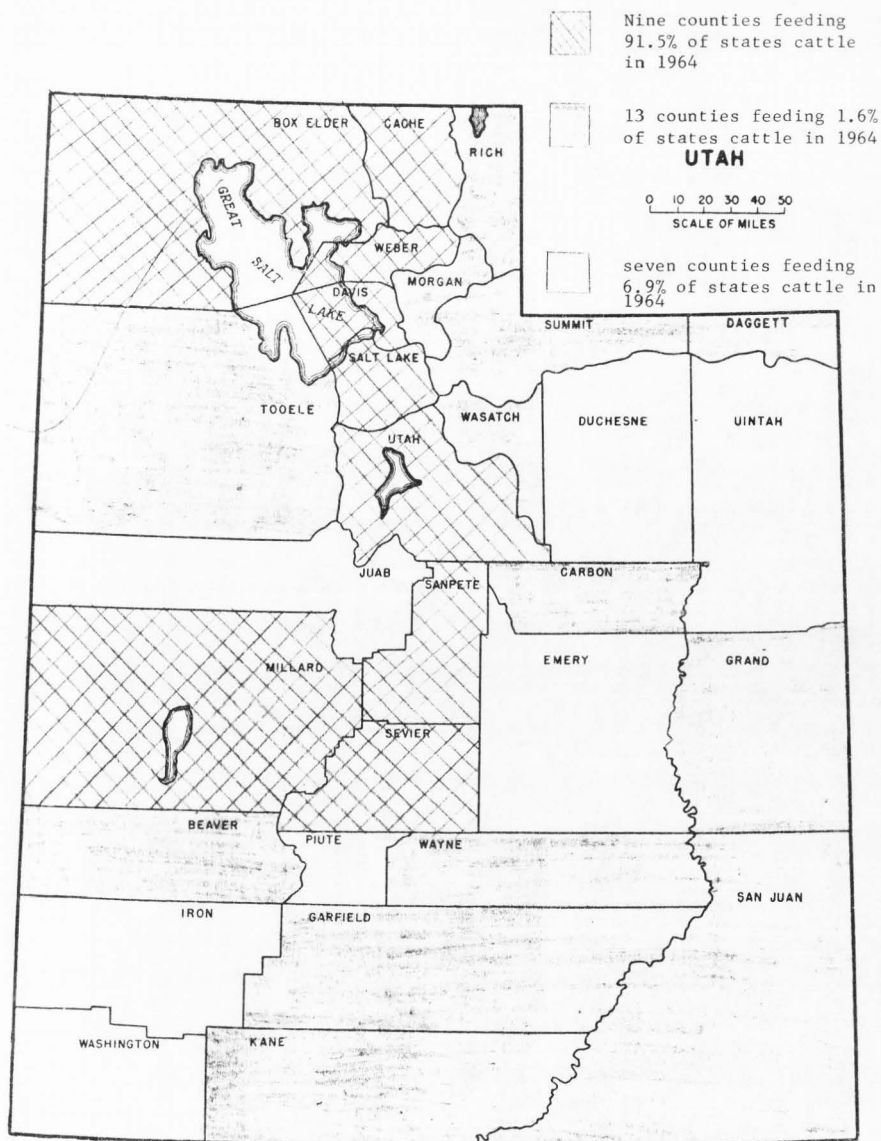 Nine counties feeding
91.5% of states cattle
in 1964
13 counties feeding 1.6%
of states cattle in 1964
UTAH
0 10 20 30 40 50
SCALE OF MILES
seven counties feeding
6.9% of states cattle in
1964
BOX ELDER
CACHE
RICH
GREAT
SALT
LAKE
WEBER
MORGAN
DAVIS
SUMMIT
DAGGETT
SALT LAKE
TOOELE
WASATCH
DUCHESNE
UINTAH
UTAH
JUAB
SANPETE
CARBON
MILLARD
EMERY
GRAND
SEVIER
BEAVER
PIUTE
WAYNE
SAN JUAN
IRON
GARFIELD
WASHINGTON
KANE